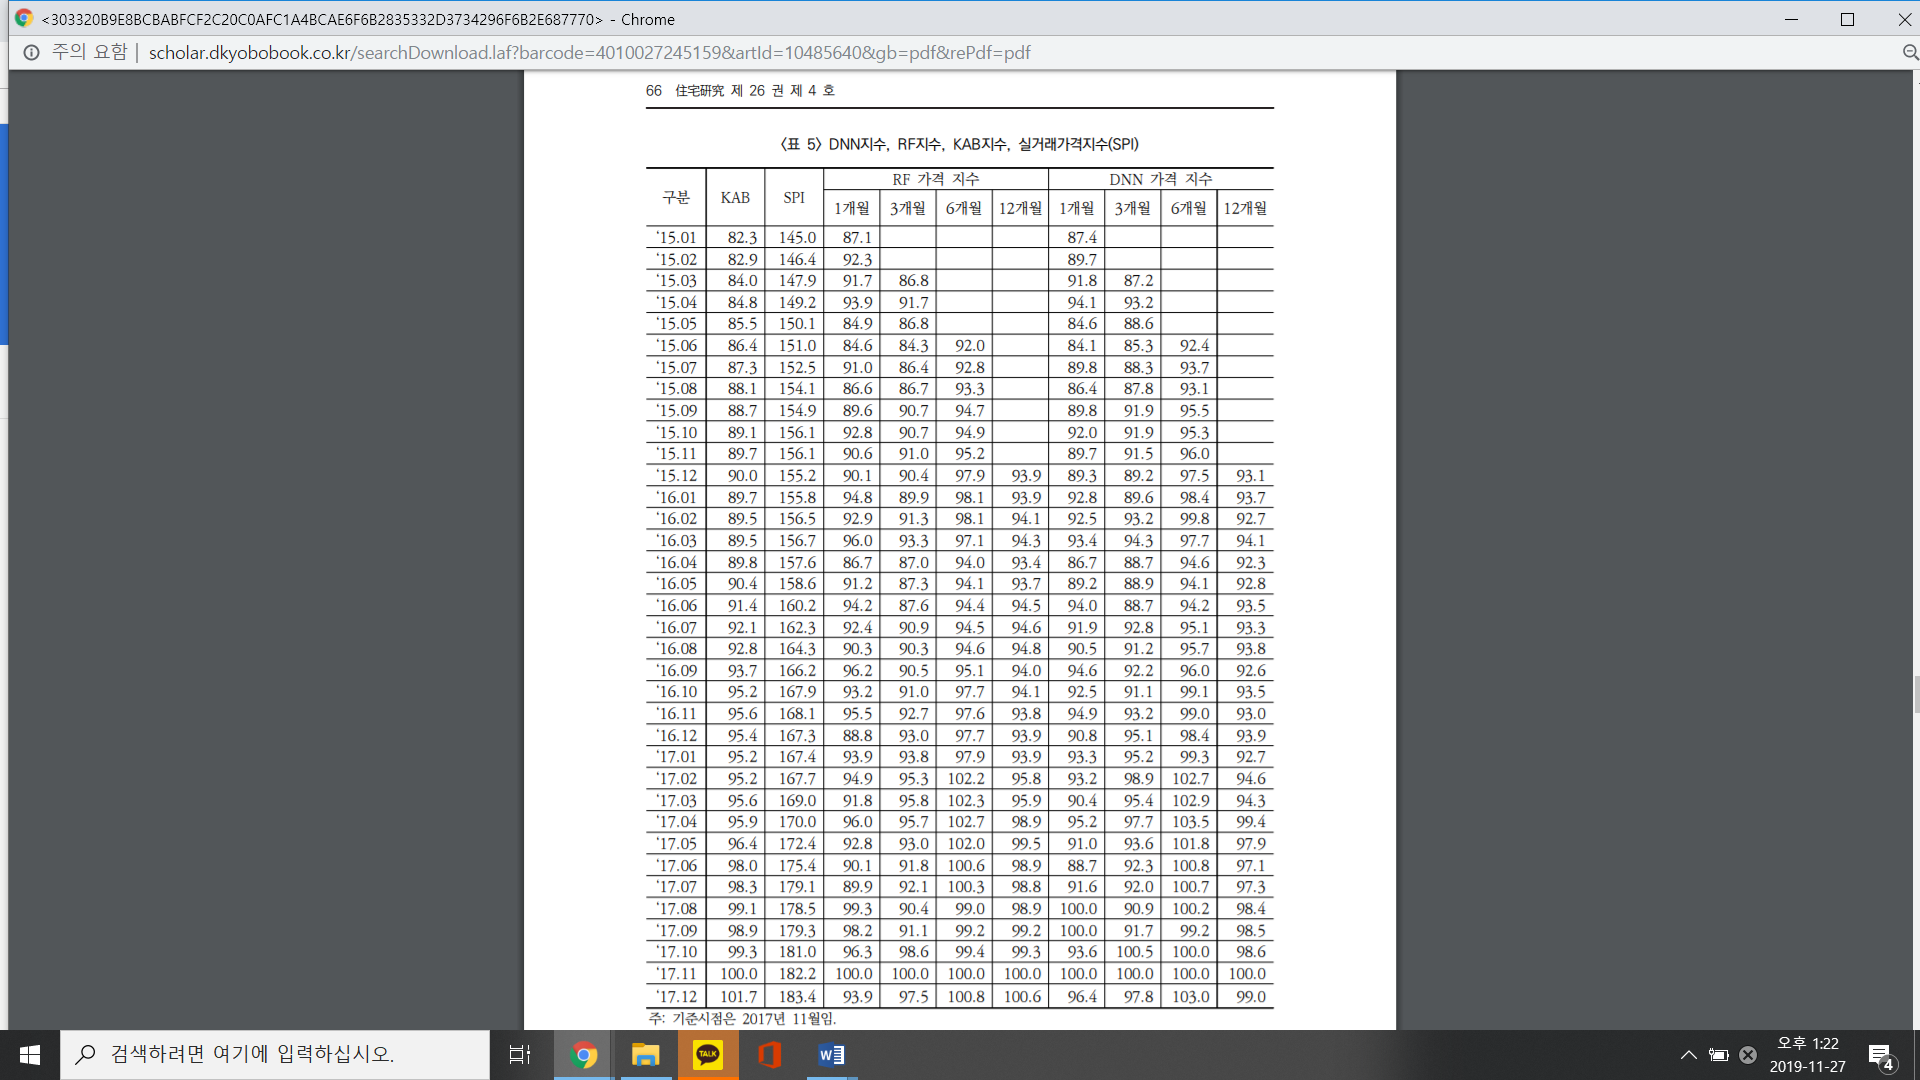 <303320B9E8BCBABFCF2C20C0AFC1A4BCAE6F6B2835332D3734296F6B2E687770> - Chrome
주의 요함 | scholar.dkyobobook.co.kr/searchDownload.laf?barcode=4010027245159&artId=10485640&gb=pdf&rePdf=pdf
66 住宅研究 제 26 권 제 4 호
<표 5> DNN지수, RF지수, KAB지수, 실거래가격지수(SPI)
구분 KAB SPI RF 가격 지수 DNN 가격 지수
1개월 3개월 6개월 12개월 1개월 3개월 6개월 12개월
‘15.01 82.3 145.0 87.1 87.4
‘15.02 82.9 146.4 92.3 89.7
‘15.03 84.0 147.9 91.7 86.8 91.8 87.2
‘15.04 84.8 149.2 93.9 91.7 94.1 93.2
‘15.05 85.5 150.1 84.9 86.8 84.6 88.6
‘15.06 86.4 151.0 84.6 84.3 92.0 84.1 85.3 92.4
‘15.07 87.3 152.5 91.0 86.4 92.8 89.8 88.3 93.7
‘15.08 88.1 154.1 86.6 86.7 93.3 86.4 87.8 93.1
‘15.09 88.7 154.9 89.6 90.7 94.7 89.8 91.9 95.5
‘15.10 89.1 156.1 92.8 90.7 94.9 92.0 91.9 95.3
‘15.11 89.7 156.1 90.6 91.0 95.2 89.7 91.5 96.0
‘15.12 90.0 155.2 90.1 90.4 97.9 93.9 89.3 89.2 97.5 93.1
‘16.01 89.7 155.8 94.8 89.9 98.1 93.9 92.8 89.6 98.4 93.7
‘16.02 89.5 156.5 92.9 91.3 98.1 94.1 92.5 93.2 99.8 92.7
‘16.03 89.5 156.7 96.0 93.3 97.1 94.3 93.4 94.3 97.7 94.1
‘16.04 89.8 157.6 86.7 87.0 94.0 93.4 86.7 88.7 94.6 92.3
‘16.05 90.4 158.6 91.2 87.3 94.1 93.7 89.2 88.9 94.1 92.8
‘16.06 91.4 160.2 94.2 87.6 94.4 94.5 94.0 88.7 94.2 93.5
‘16.07 92.1 162.3 92.4 90.9 94.5 94.6 91.9 92.8 95.1 93.3
‘16.08 92.8 164.3 90.3 90.3 94.6 94.8 90.5 91.2 95.7 93.8
‘16.09 93.7 166.2 96.2 90.5 95.1 94.0 94.6 92.2 96.0 92.6
‘16.10 95.2 167.9 93.2 91.0 97.7 94.1 92.5 91.1 99.1 93.5
‘16.11 95.6 168.1 95.5 92.7 97.6 93.8 94.9 93.2 99.0 93.0
‘16.12 95.4 167.3 88.8 93.0 97.7 93.9 90.8 95.1 98.4 93.9
‘17.01 95.2 167.4 93.9 93.8 97.9 93.9 93.3 95.2 99.3 92.7
‘17.02 95.2 167.7 94.9 95.3 102.2 95.8 93.2 98.9 102.7 94.6
‘17.03 95.6 169.0 91.8 95.8 102.3 95.9 90.4 95.4 102.9 94.3
‘17.04 95.9 170.0 96.0 95.7 102.7 98.9 95.2 97.7 103.5 99.4
‘17.05 96.4 172.4 92.8 93.0 102.0 99.5 91.0 93.6 101.8 97.9
‘17.06 98.0 175.4 90.1 91.8 100.6 98.9 88.7 92.3 100.8 97.1
‘17.07 98.3 179.1 89.9 92.1 100.3 98.8 91.6 92.0 100.7 97.3
‘17.08 99.1 178.5 99.3 90.4 99.0 98.9 100.0 90.9 100.2 98.4
‘17.09 98.9 179.3 98.2 91.1 99.2 99.2 100.0 91.7 99.2 98.5
‘17.10 99.3 181.0 96.3 98.6 99.4 99.3 93.6 100.5 100.0 98.6
‘17.11 100.0 182.2 100.0 100.0 100.0 100.0 100.0 100.0 100.0 100.0
‘17.12 101.7 183.4 93.9 97.5 100.8 100.6 96.4 97.8 103.0 99.0
주: 기준시점은 2017년 11월임.
검색하려면 여기에 입력하십시오.
TALK
오후 1:22
2019-11-27
4